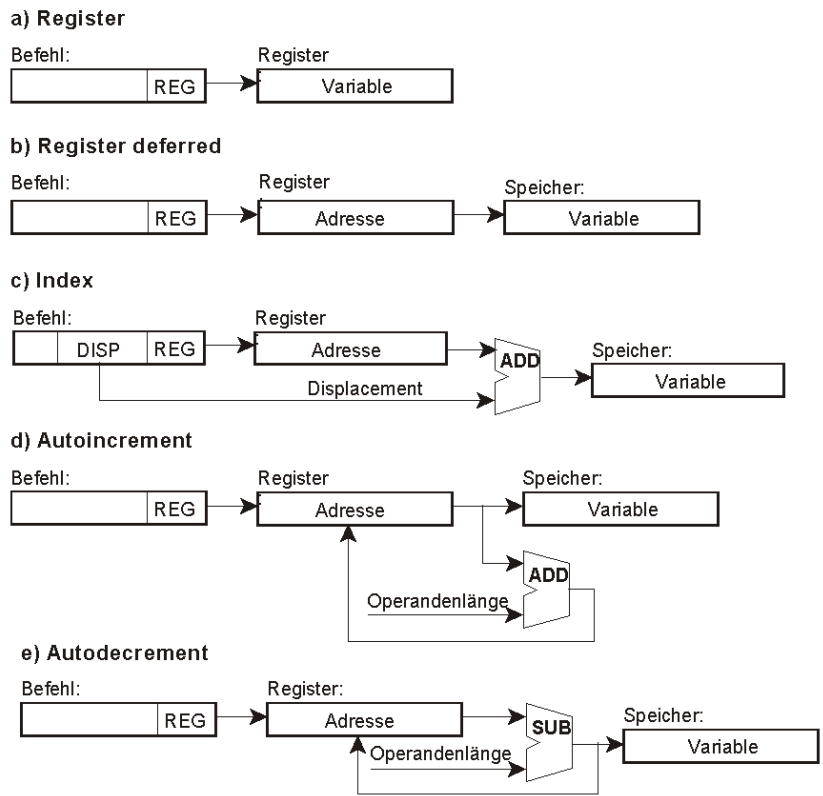 a) Register
Befehl: Register
REG Variable
b) Register deferred
Befehl: Register Speicher:
REG Adresse Variable
c) Index
Befehl: Register
DISP REG Adresse ADD Speicher:
Displacement Variable
d) Autoincrement
Befehl: Register Speicher:
REG Adresse Variable
ADD
Operandenlänge
e) Autodecrement
Befehl: Register:
REG Adresse SUB Speicher:
Operandenlänge Variable